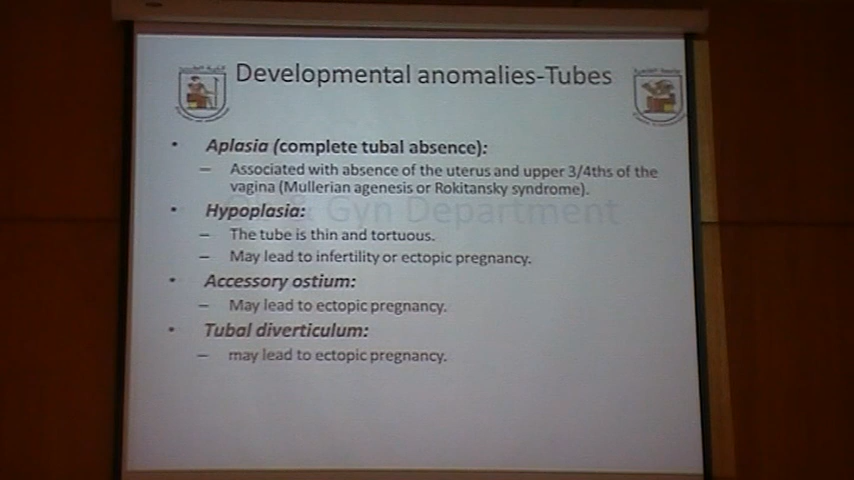 Developmental anomalies-Tubes
• Aplasia (complete tubal absence):
– Associated with absence of the uterus and upper 3/4ths of the
vagina (Mullerian agenesis or Rokitansky syndrome).
• Hypoplasia:
& Gyn Department
– The tube is thin and tortuous.
– May lead to infertility or ectopic pregnancy.
• Accessory ostium:
– May lead to ectopic pregnancy.
• Tubal diverticulum:
– may lead to ectopic pregnancy.